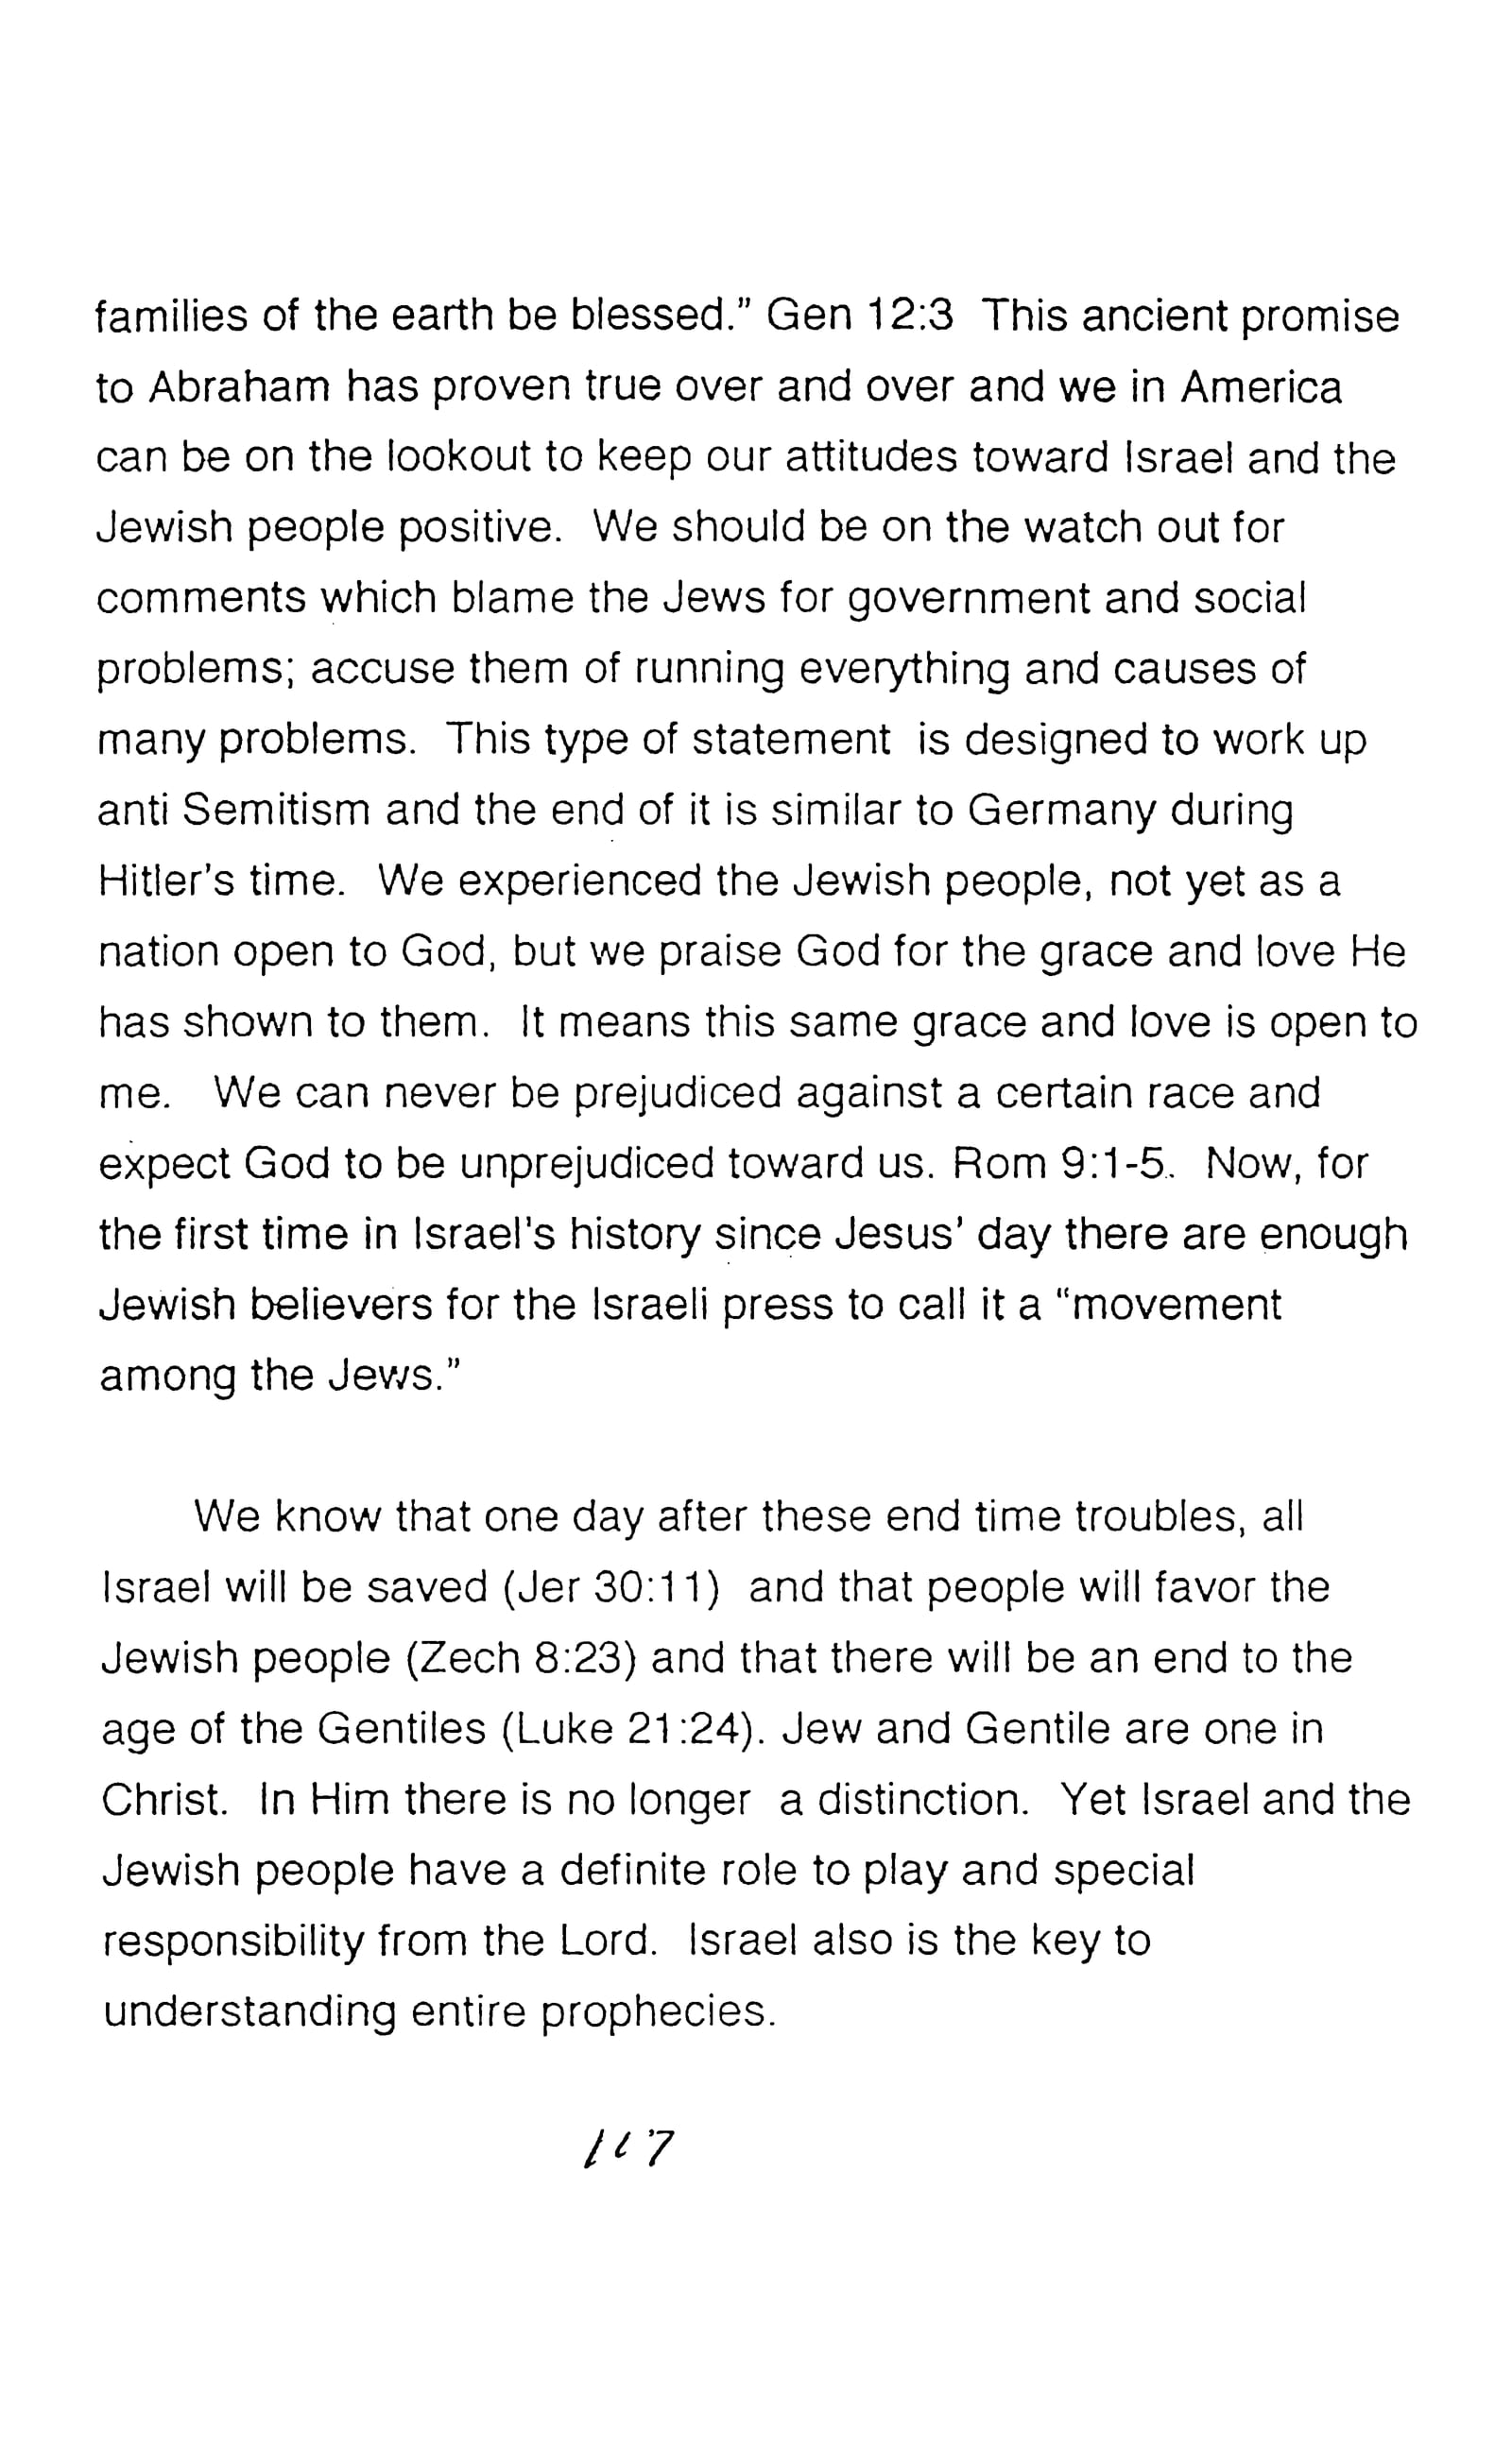 families of the earth be blessed." Gen 12:3  This ancient promise
to Abraham has proven true over and over and we in America
can be on the lookout to keep our attitudes toward Israel and the
Jewish people positive.  We should be on the watch out for
comments which blame the Jews for government and social
problems; accuse them of running everything and causes of
many problems.  This type of statement  is designed to work up
anti Semitism and the end of it is similar to Germany during
Hitler's time.  We experienced the Jewish people, not yet as a
nation open to God, but we praise God for the grace and love He
has shown to them.  It means this same grace and love is open to
me.   We can never be prejudiced against a certain race and
expect God to be unprejudiced toward us. Rom 9:1-5.  Now, for
the first time in Israel's history since Jesus' day there are enough
Jewish believers for the Israeli press to call it a “movement
among the Jews.”
We know that one day after these end time troubles, all
Israel will be saved (Jer 30:11)  and that people will favor the
Jewish people (Zech 8:23) and that there will be an end to the
age of the Gentiles (Luke 21:24). Jew and Gentile are one in
Christ.  In Him there is no longer  a distinction.  Yet Israel and the
Jewish people have a definite role to play and special
responsibility from the Lord.  Israel also is the key to
understanding entire prophecies.